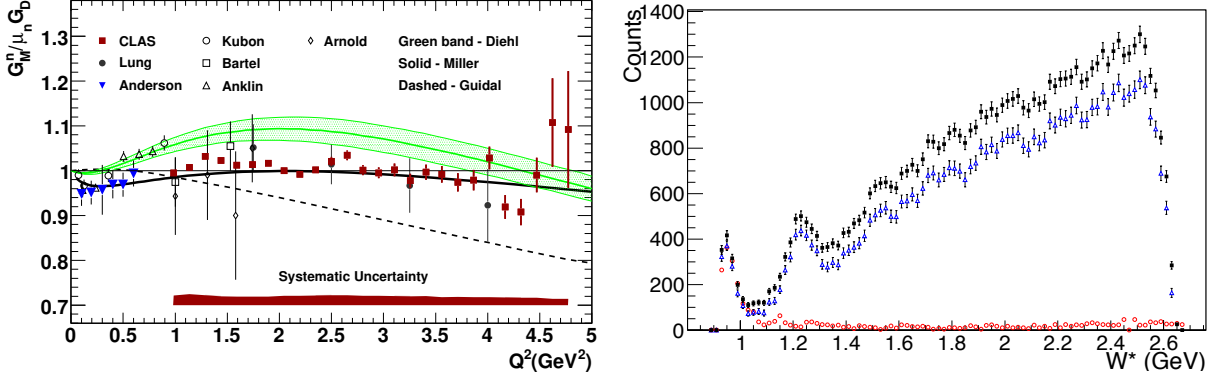 G_M^n/μ_n G_D
1.3
1.2
1.1
1
0.9
0.8
0.7
CLAS
Kubon
Arnold
Green band - Diehl
Lung
Bartel
Solid - Miller
Anderson
Anklin
Dashed - Guidal
Systematic Uncertainty
0 0.5 1 1.5 2 2.5 3 3.5 4 4.5 5
Q²(GeV²)
Counts
1400
1200
1000
800
600
400
200
0
1 1.2 1.4 1.6 1.8 2 2.2 2.4 2.6
W* (GeV)